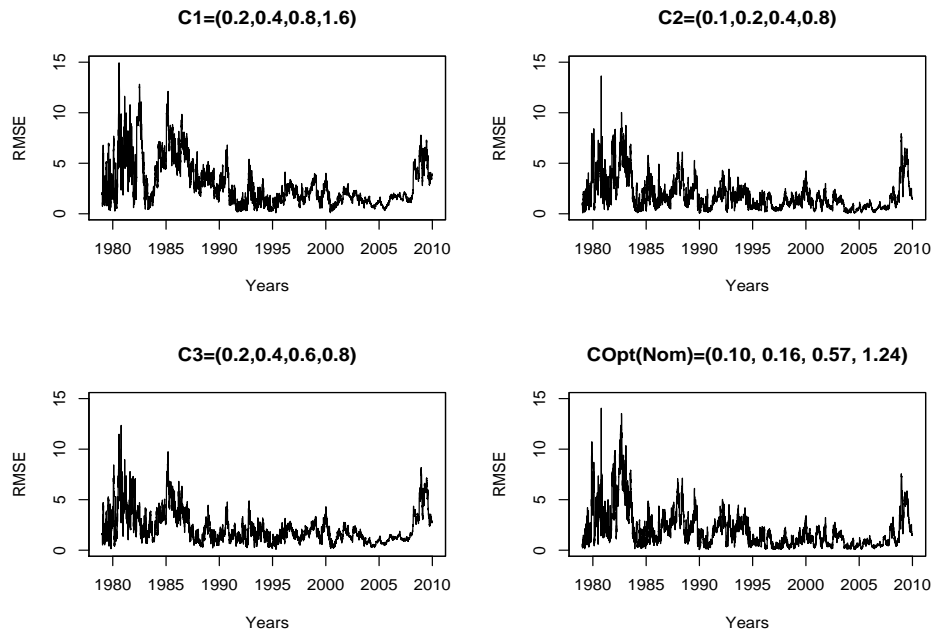 C1=(0.2,0.4,0.8,1.6)
RMSE
15
10
5
0
1980 1985 1990 1995 2000 2005 2010
Years
C2=(0.1,0.2,0.4,0.8)
RMSE
15
10
5
0
1980 1985 1990 1995 2000 2005 2010
Years
C3=(0.2,0.4,0.6,0.8)
RMSE
15
10
5
0
1980 1985 1990 1995 2000 2005 2010
Years
COpt(Nom)=(0.10, 0.16, 0.57, 1.24)
RMSE
15
10
5
0
1980 1985 1990 1995 2000 2005 2010
Years